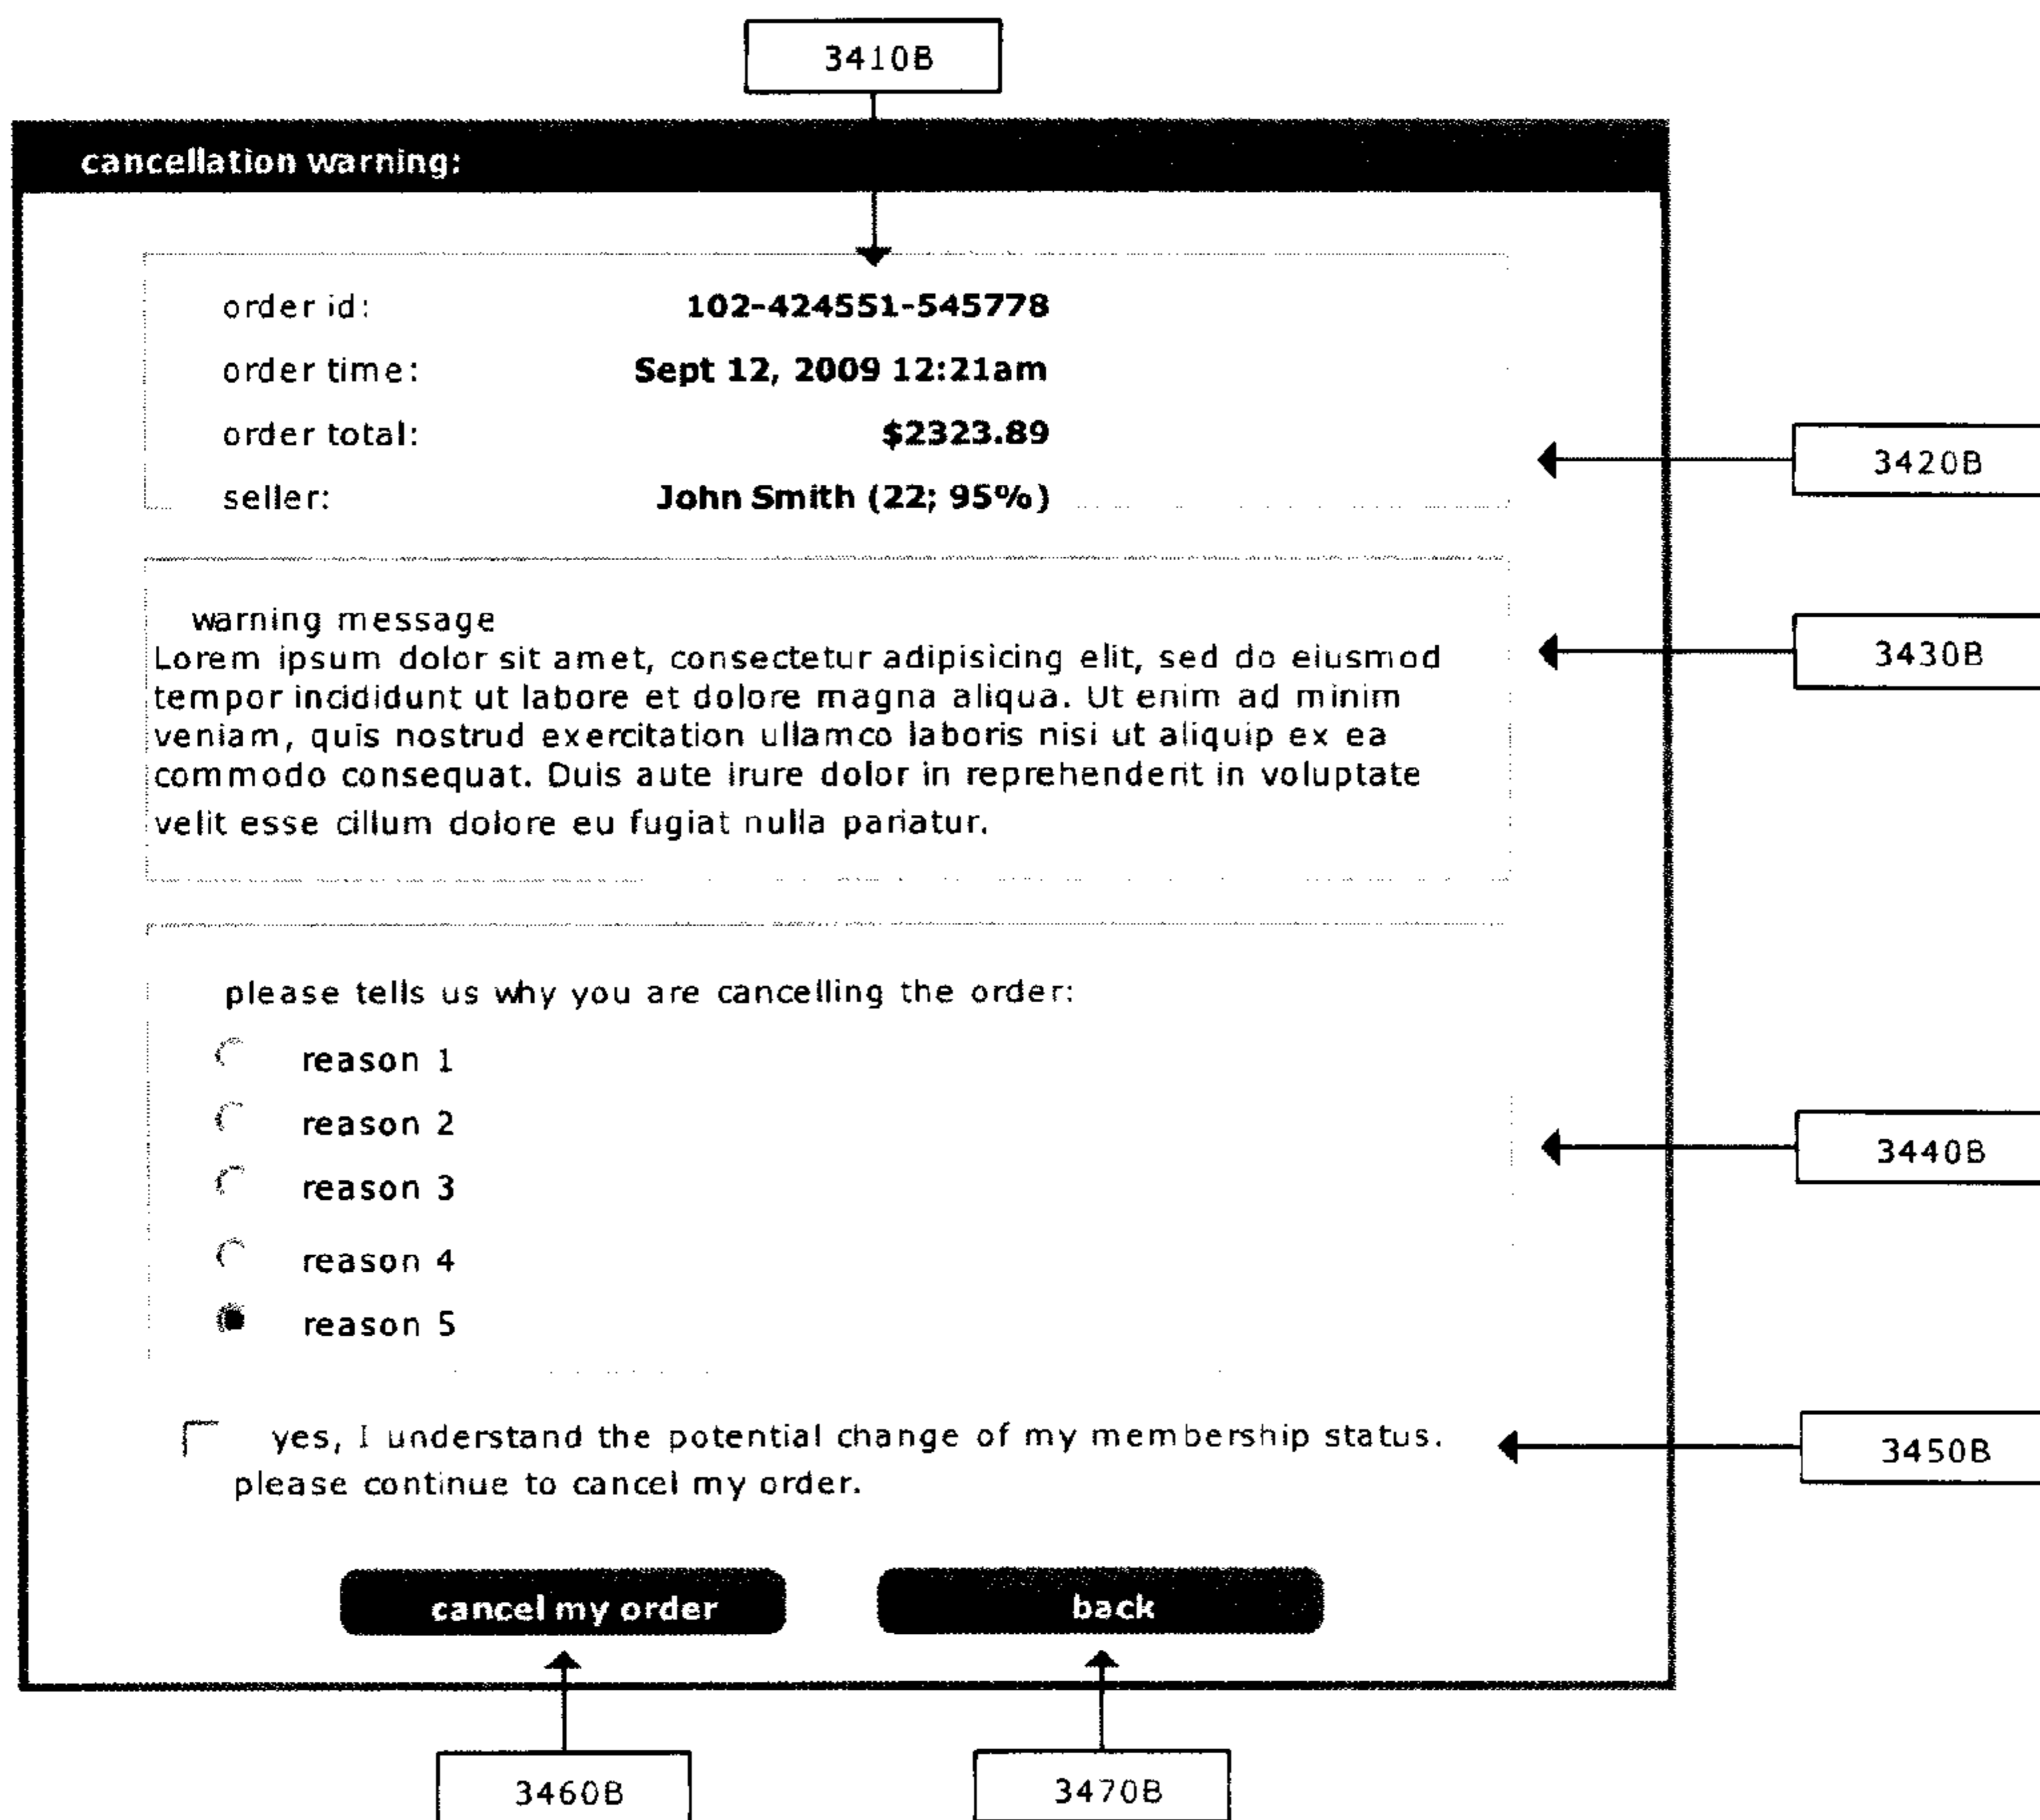 3410B
cancellation warning:
order id: 102-424551-545778
order time: Sept 12, 2009 12:21am
order total: $2323.89
3420B
seller: John Smith (22; 95%)
warning message
3430B
Lorem ipsum dolor sit amet, consectetur adipisicing elit, sed do eiusmod
tempor incididunt ut labore et dolore magna aliqua. Ut enim ad minim
veniam, quis nostrud exercitation ullamco laboris nisi ut aliquip ex ea
commodo consequat. Duis aute irure dolor in reprehenderit in voluptate
velit esse cillum dolore eu fugiat nulla pariatur.
please tells us why you are cancelling the order:
reason 1
reason 2
3440B
reason 3
reason 4
reason 5
yes, I understand the potential change of my membership status.
3450B
please continue to cancel my order.
cancel my order back
3460B 3470B